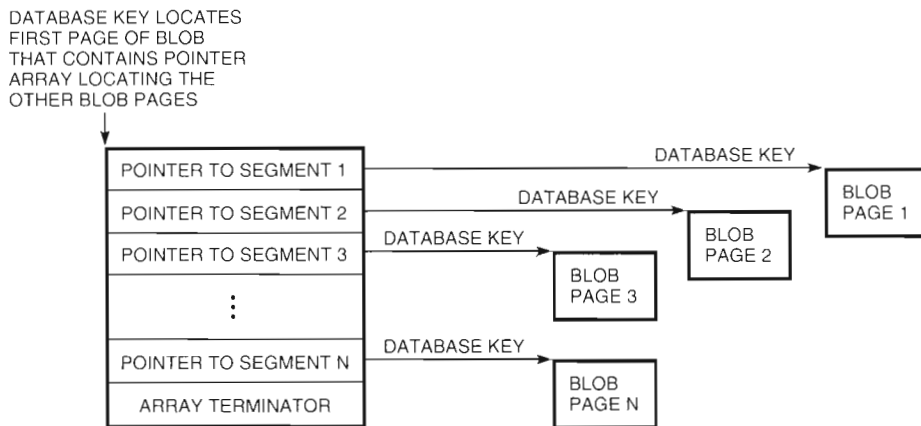 DATABASE KEY LOCATES
FIRST PAGE OF BLOB
THAT CONTAINS POINTER
ARRAY LOCATING THE
OTHER BLOB PAGES
POINTER TO SEGMENT 1
DATABASE KEY
BLOB
PAGE 1
POINTER TO SEGMENT 2
DATABASE KEY
BLOB
PAGE 2
POINTER TO SEGMENT 3
DATABASE KEY
BLOB
PAGE 3
⋮
POINTER TO SEGMENT N
DATABASE KEY
BLOB
PAGE N
ARRAY TERMINATOR